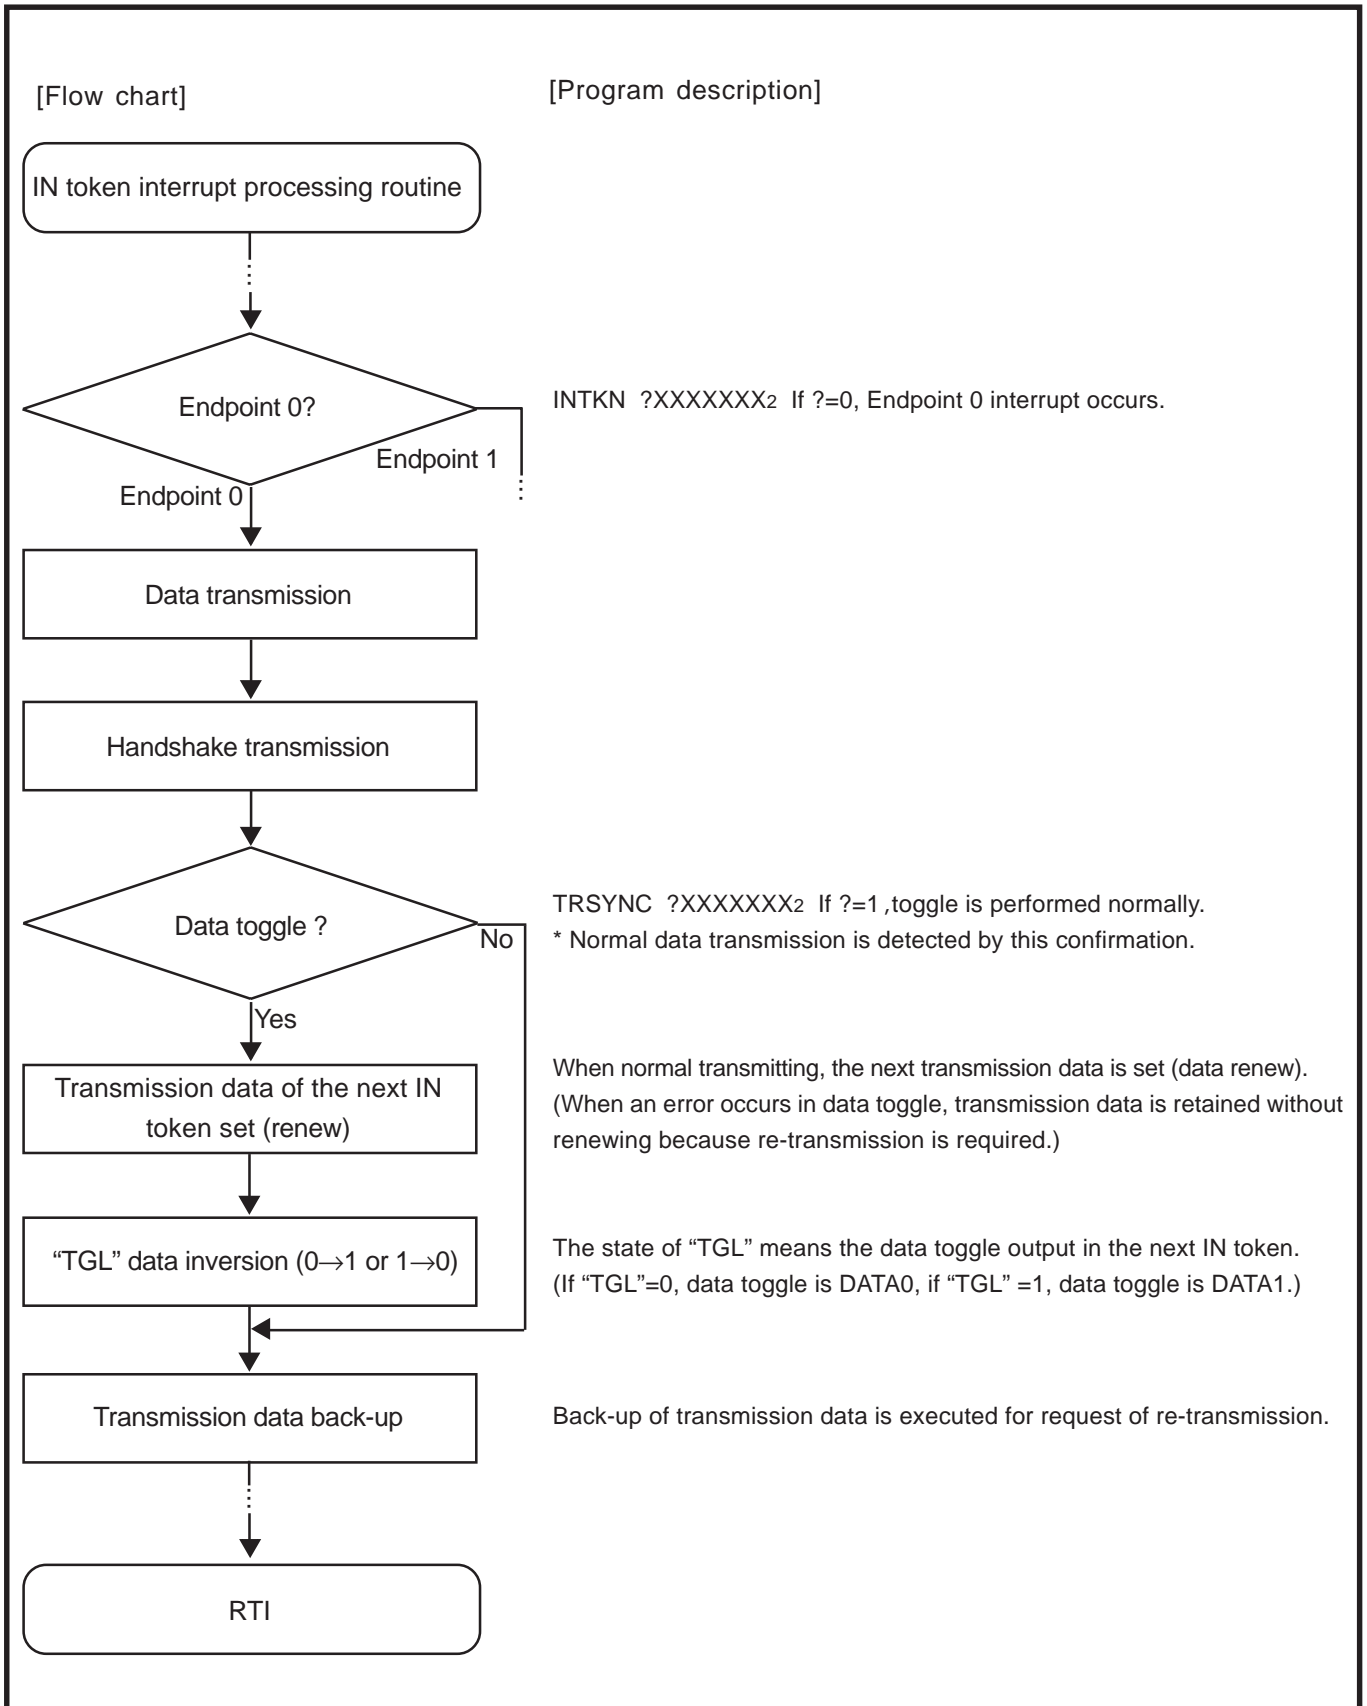 [Flow chart]
[Program description]
IN token interrupt processing routine
Endpoint 0?
INTKN ?XXXXXXX2 If ?=0, Endpoint 0 interrupt occurs.
Endpoint 1
Endpoint 0
Data transmission
Handshake transmission
Data toggle ?
No
TRSYNC ?XXXXXXX2 If ?=1 ,toggle is performed normally.
* Normal data transmission is detected by this confirmation.
Yes
Transmission data of the next IN
token set (renew)
When normal transmitting, the next transmission data is set (data renew).
(When an error occurs in data toggle, transmission data is retained without
renewing because re-transmission is required.)
“TGL” data inversion (0→1 or 1→0)
The state of “TGL” means the data toggle output in the next IN token.
(If “TGL”=0, data toggle is DATA0, if “TGL” =1, data toggle is DATA1.)
Transmission data back-up
Back-up of transmission data is executed for request of re-transmission.
RTI